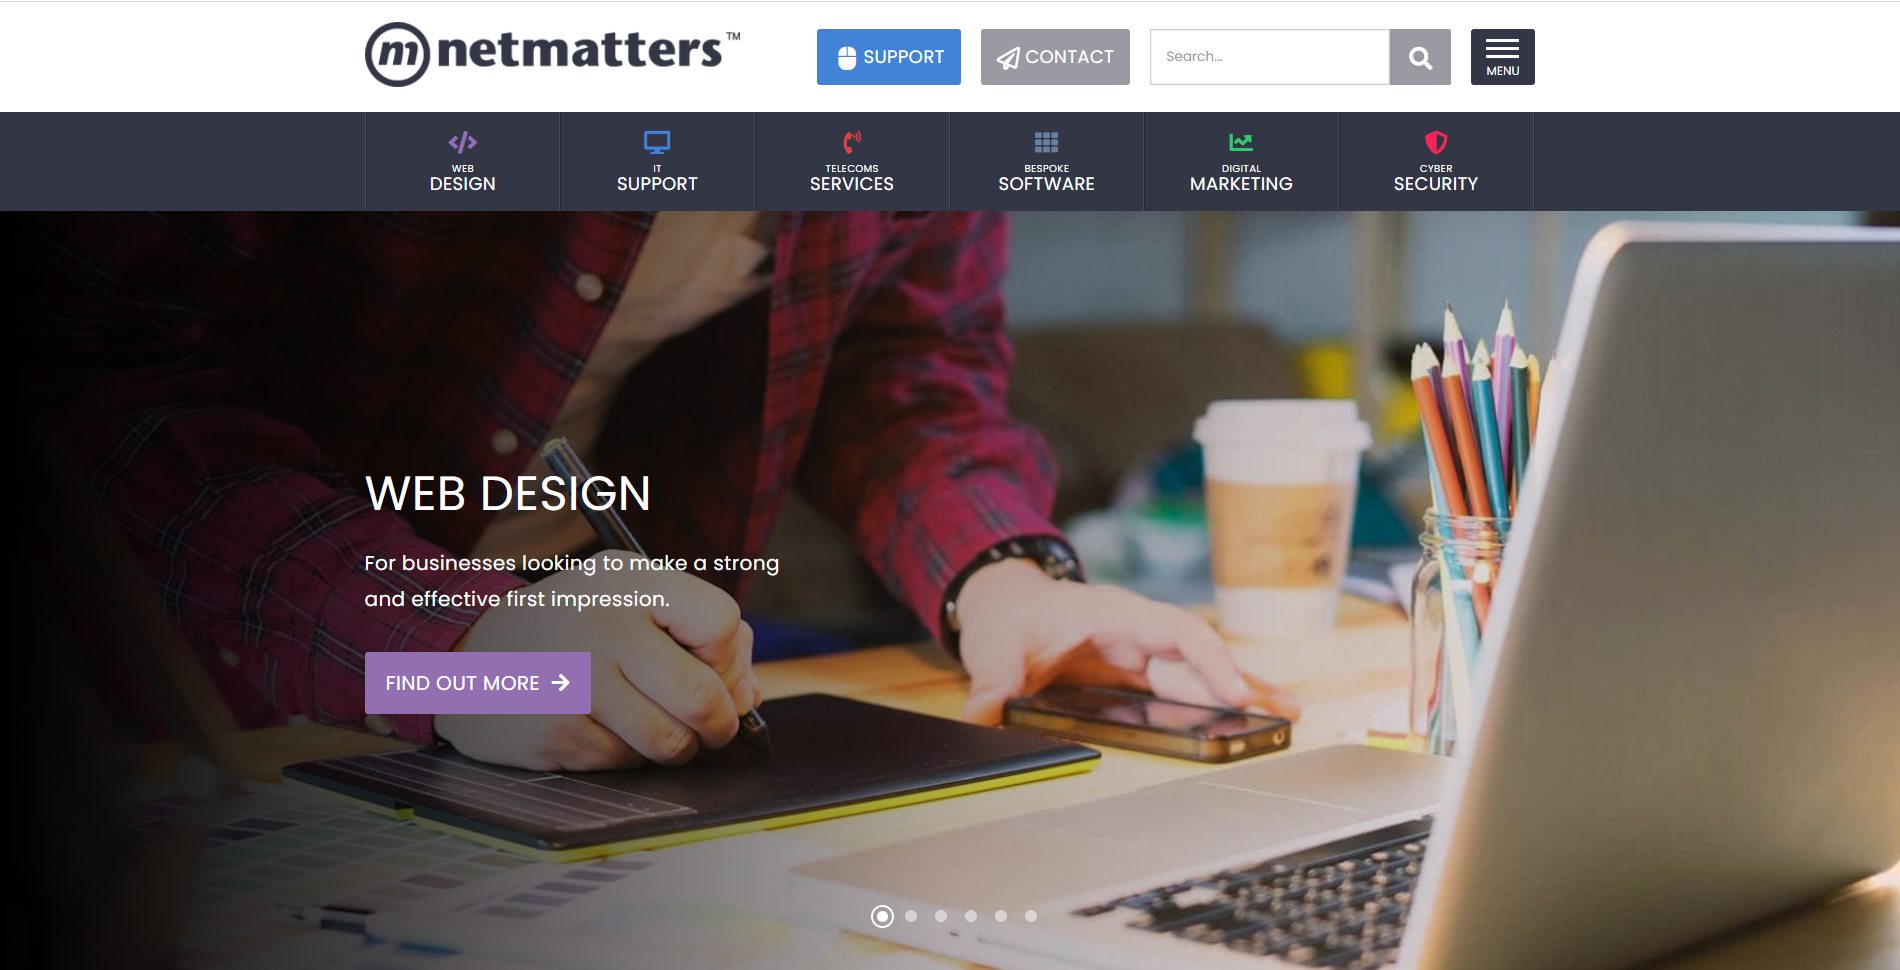 netmatters™
SUPPORT
CONTACT
Search...
MENU
WEB
DESIGN
IT
SUPPORT
TELECOMS
SERVICES
BESPOKE
SOFTWARE
DIGITAL
MARKETING
CYBER
SECURITY
WEB DESIGN
For businesses looking to make a strong
and effective first impression.
FIND OUT MORE →